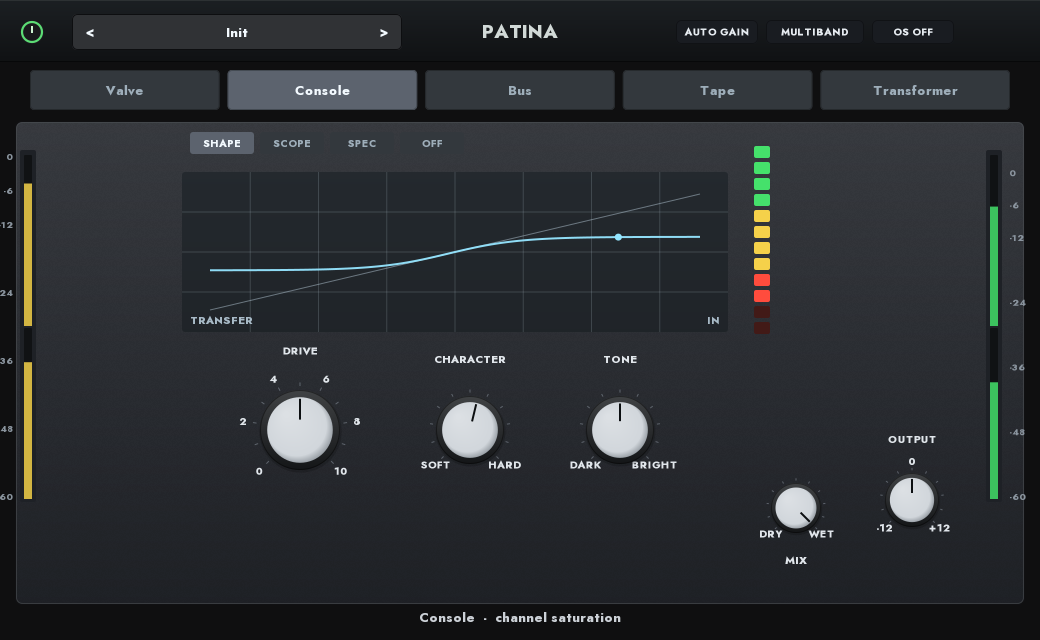 < Init >
PATINA
AUTO GAIN MULTIBAND OS OFF
Valve Console Bus Tape Transformer
SHAPE SCOPE SPEC OFF
0
-6
-12
-24
-36
-48
-60
TRANSFER IN
0
-6
-12
-24
-36
-48
-60
DRIVE
4 6
2 8
0 10
CHARACTER
SOFT HARD
TONE
DARK BRIGHT
DRY WET
MIX
OUTPUT
0
-12 +12
Console - channel saturation